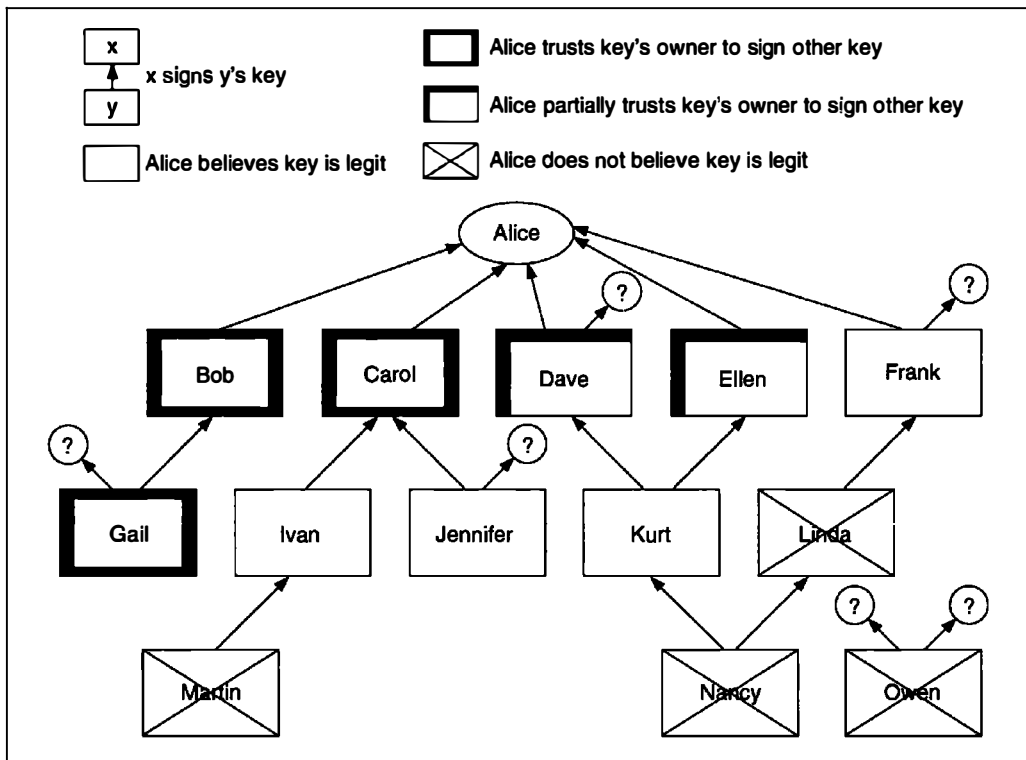 x
x signs y's key
y
Alice believes key is legit
Alice trusts key's owner to sign other key
Alice partially trusts key's owner to sign other key
Alice does not believe key is legit
Alice
?
?
Bob
Carol
Dave
Ellen
Frank
?
?
Gail
Ivan
Jennifer
Kurt
Linda
?
?
Martin
Nancy
Owen